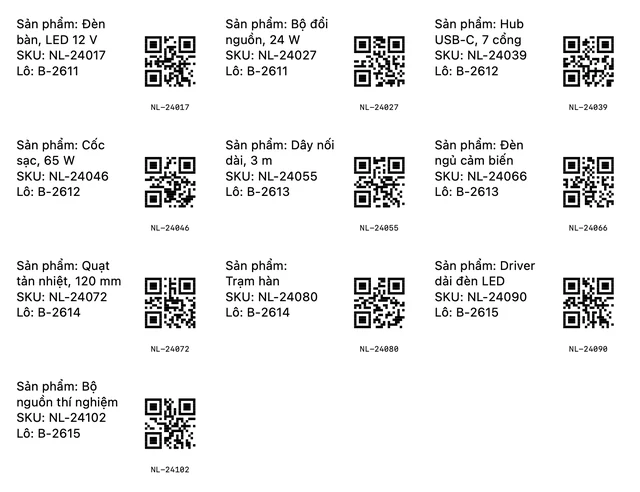 Sản phẩm: Đèn
bàn, LED 12 V
SKU: NL-24017
Lô: B-2611
NL-24017
Sản phẩm: Bộ đổi
nguồn, 24 W
SKU: NL-24027
Lô: B-2611
NL-24027
Sản phẩm: Hub
USB-C, 7 cổng
SKU: NL-24039
Lô: B-2612
NL-24039
Sản phẩm: Cốc
sạc, 65 W
SKU: NL-24046
Lô: B-2612
NL-24046
Sản phẩm: Dây nối
dài, 3 m
SKU: NL-24055
Lô: B-2613
NL-24055
Sản phẩm: Đèn
ngủ cảm biến
SKU: NL-24066
Lô: B-2613
NL-24066
Sản phẩm: Quạt
tản nhiệt, 120 mm
SKU: NL-24072
Lô: B-2614
NL-24072
Sản phẩm:
Trạm hàn
SKU: NL-24080
Lô: B-2614
NL-24080
Sản phẩm: Driver
dải đèn LED
SKU: NL-24090
Lô: B-2615
NL-24090
Sản phẩm: Bộ
nguồn thí nghiệm
SKU: NL-24102
Lô: B-2615
NL-24102